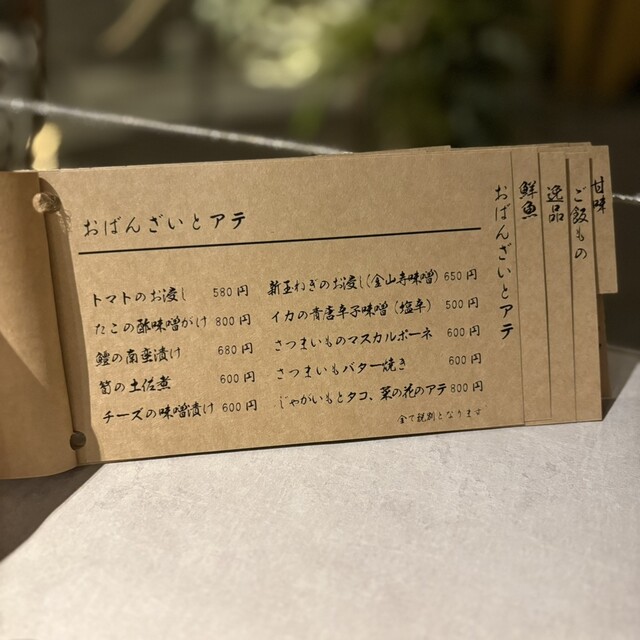 おばんざいとアテ
トマトのお浸し 580円
たこの酢味噌がけ 800円
鱧の南蛮漬け 680円
筍の土佐煮 600円
チーズの味噌漬け 600円
新玉ねぎのお浸し(金山寺味噌) 650円
イカの青唐辛子味噌(塩辛) 500円
さつまいものマスカルポーネ 600円
さつまいもバター焼き 600円
じゃがいもとタコ、菜の花のアテ 800円
全て税別となります
おばんざいとアテ
鮮魚
逸品
ご飯もの
甘味